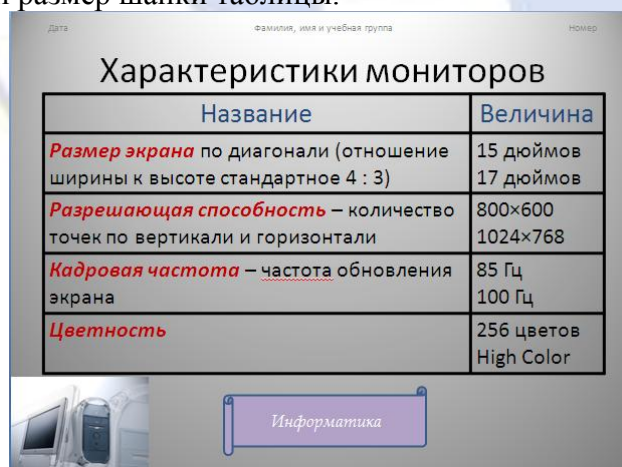 размер шапки таблицы.
Дата
Фамилия, имя и учебная группа
Номер
Характеристики мониторов
Название
Величина
Размер экрана по диагонали (отношение
ширины к высоте стандартное 4 : 3)
15 дюймов
17 дюймов
Разрешающая способность – количество
точек по вертикали и горизонтали
800×600
1024×768
Кадровая частота – частота обновления
экрана
85 Гц
100 Гц
Цветность
256 цветов
High Color
Информатика